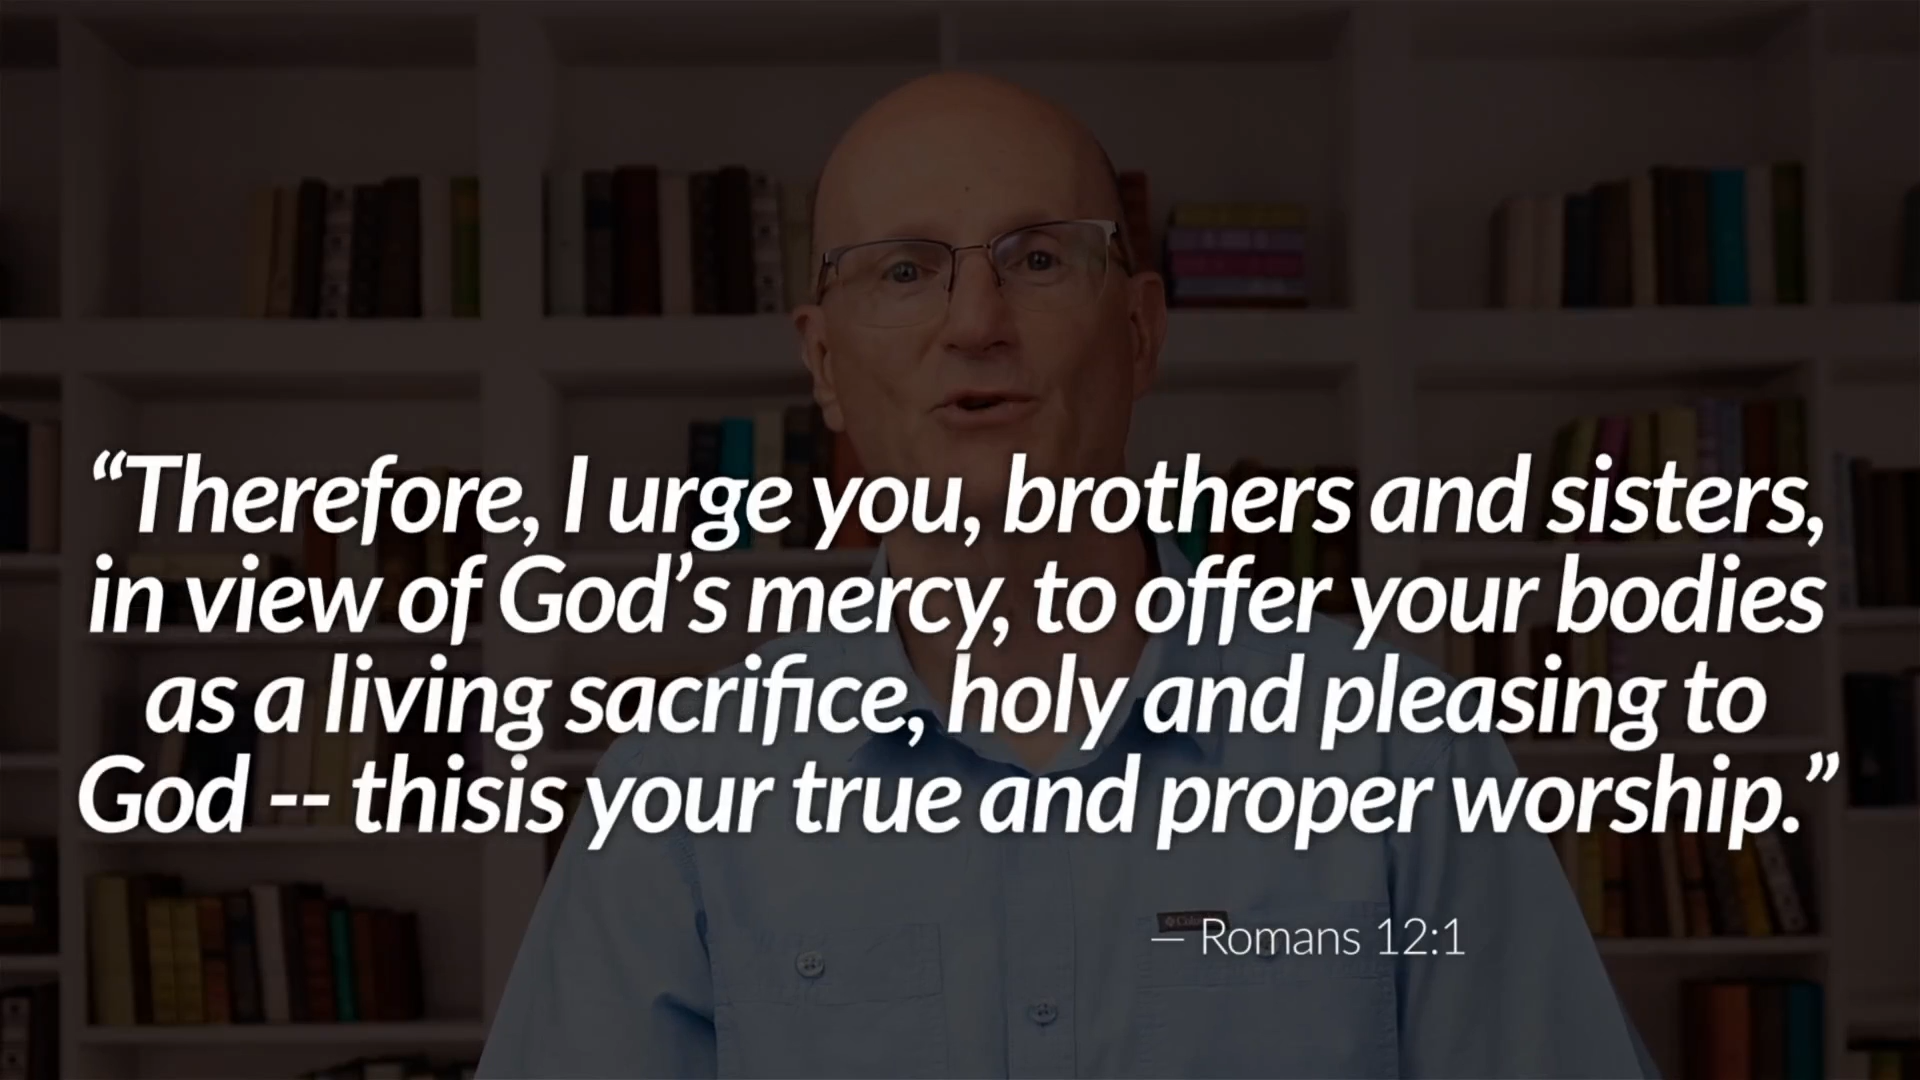 “Therefore, I urge you, brothers and sisters,
in view of God’s mercy, to offer your bodies
as a living sacrifice, holy and pleasing to
God -- thisis your true and proper worship.”
— Romans 12:1